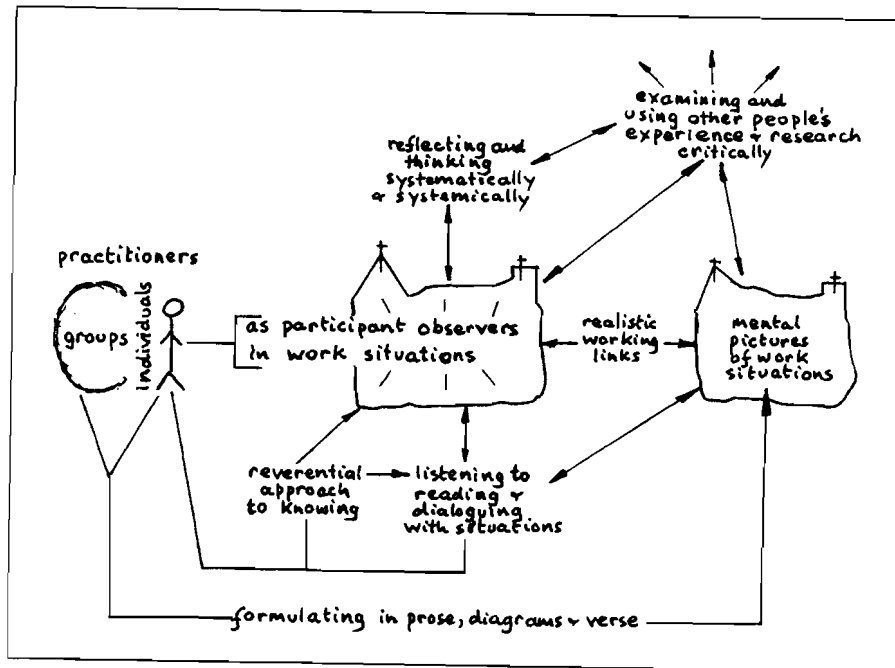 examining and
using other people's
experience & research
critically
reflecting and
thinking
systematically
& systemically
practitioners
groups
individuals
as participant observers
in work situations
realistic
working
links
mental
pictures
of work
situations
reverential
approach
to knowing
listening to
reading &
dialoguing
with situations
formulating in prose, diagrams & verse